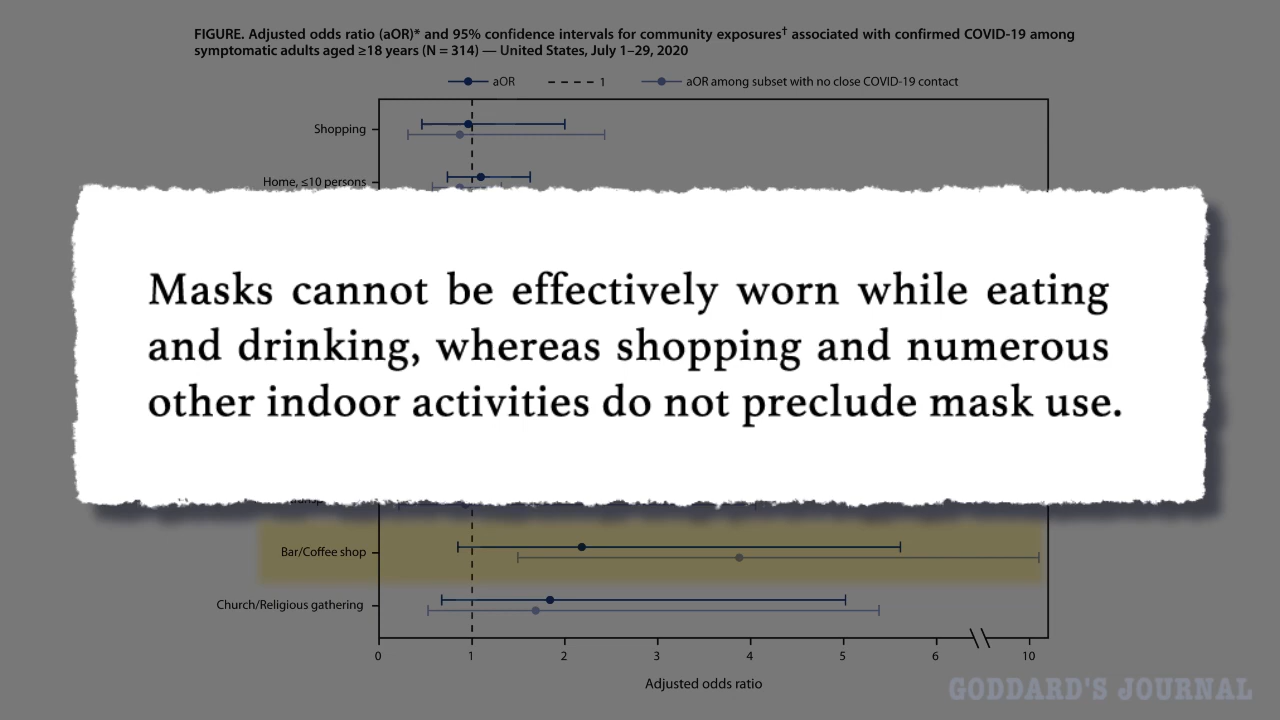 FIGURE. Adjusted odds ratio (aOR)* and 95% confidence intervals for community exposures† associated with confirmed COVID-19 among
symptomatic adults aged ≥18 years (N = 314) — United States, July 1–29, 2020
aOR 1 aOR among subset with no close COVID-19 contact
Shopping
Home, ≤10 persons
Masks cannot be effectively worn while eating
and drinking, whereas shopping and numerous
other indoor activities do not preclude mask use.
Bar/Coffee shop
Church/Religious gathering
0 1 2 3 4 5 6 10
Adjusted odds ratio
GODDARD'S JOURNAL